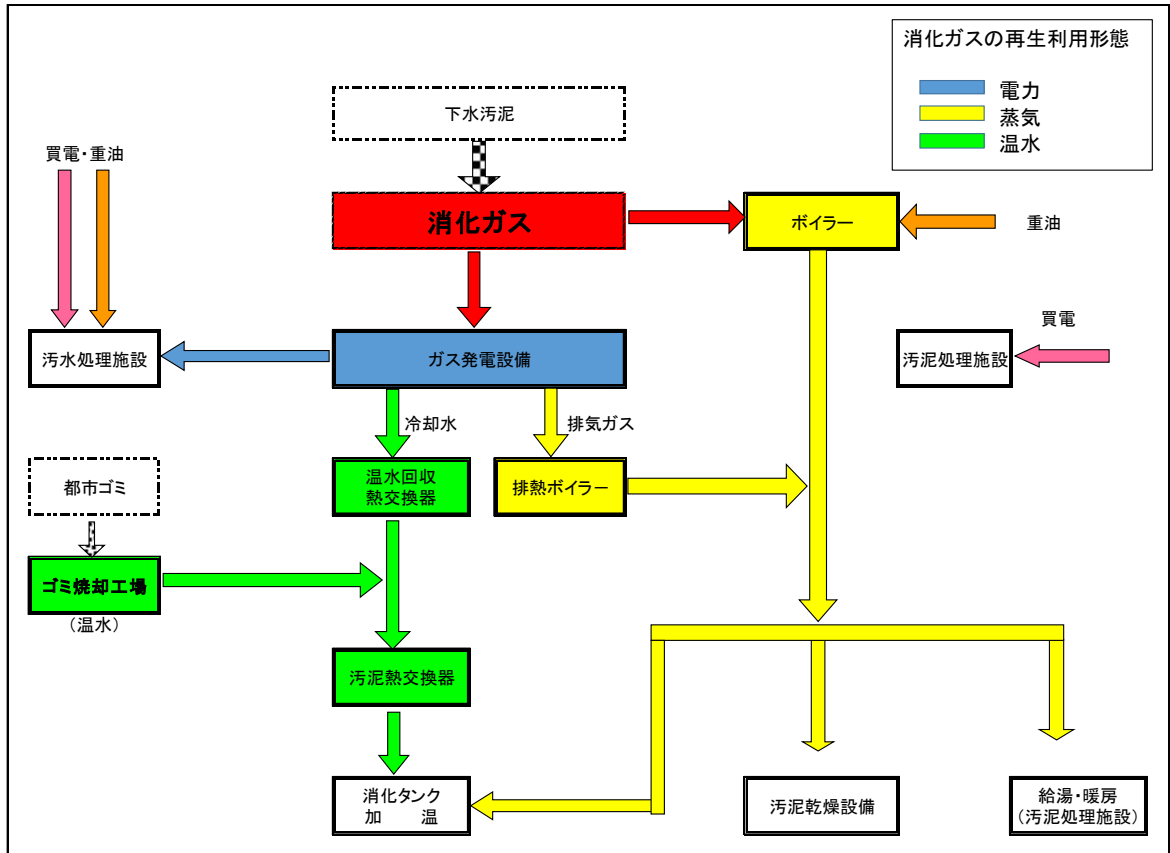 消化ガスの再生利用形態
電力
蒸気
温水
下水汚泥
買電・重油
消化ガス
ボイラー
重油
買電
汚水処理施設
ガス発電設備
汚泥処理施設
冷却水
排気ガス
都市ゴミ
温水回収
熱交換器
排熱ボイラー
ゴミ焼却工場
(温水)
汚泥熱交換器
消化タンク
加　　温
汚泥乾燥設備
給湯・暖房
(汚泥処理施設)